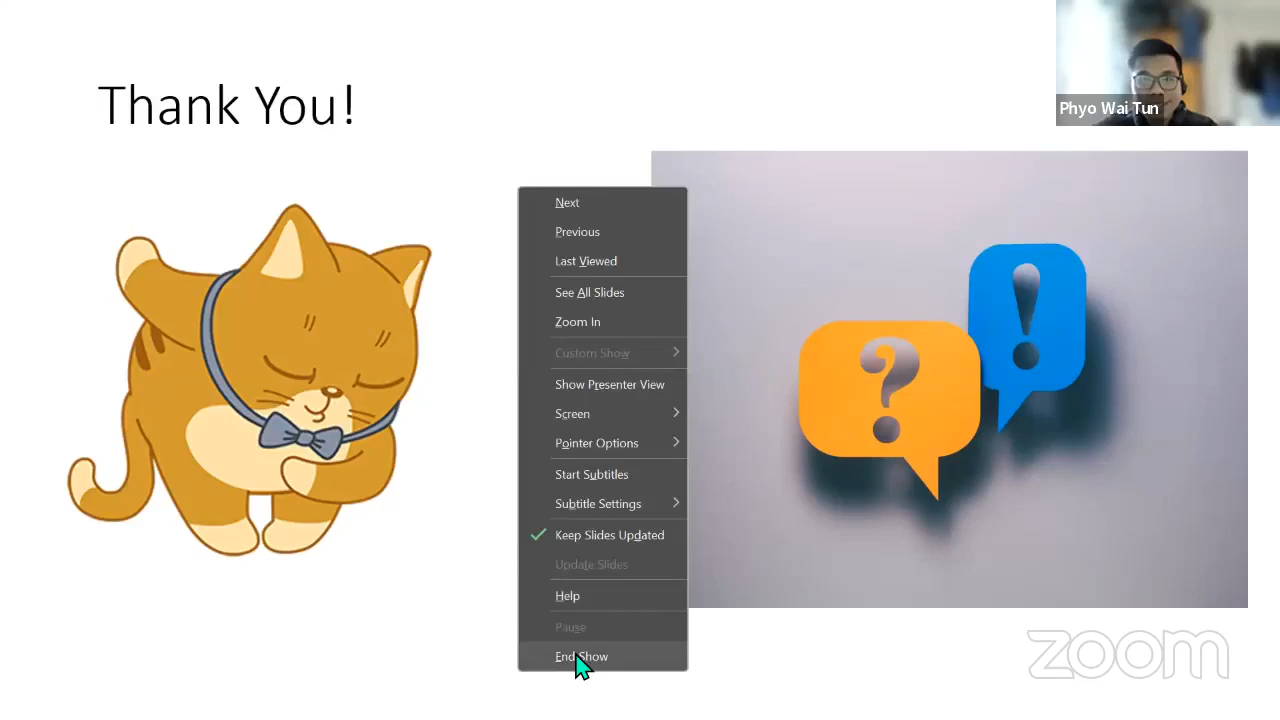 Thank You!
Phyo Wai Tun
Next
Previous
Last Viewed
See All Slides
Zoom In
Custom Show
Show Presenter View
Screen
Pointer Options
Start Subtitles
Subtitle Settings
Keep Slides Updated
Update Slides
Help
Pause
End Show
?
!
zoom